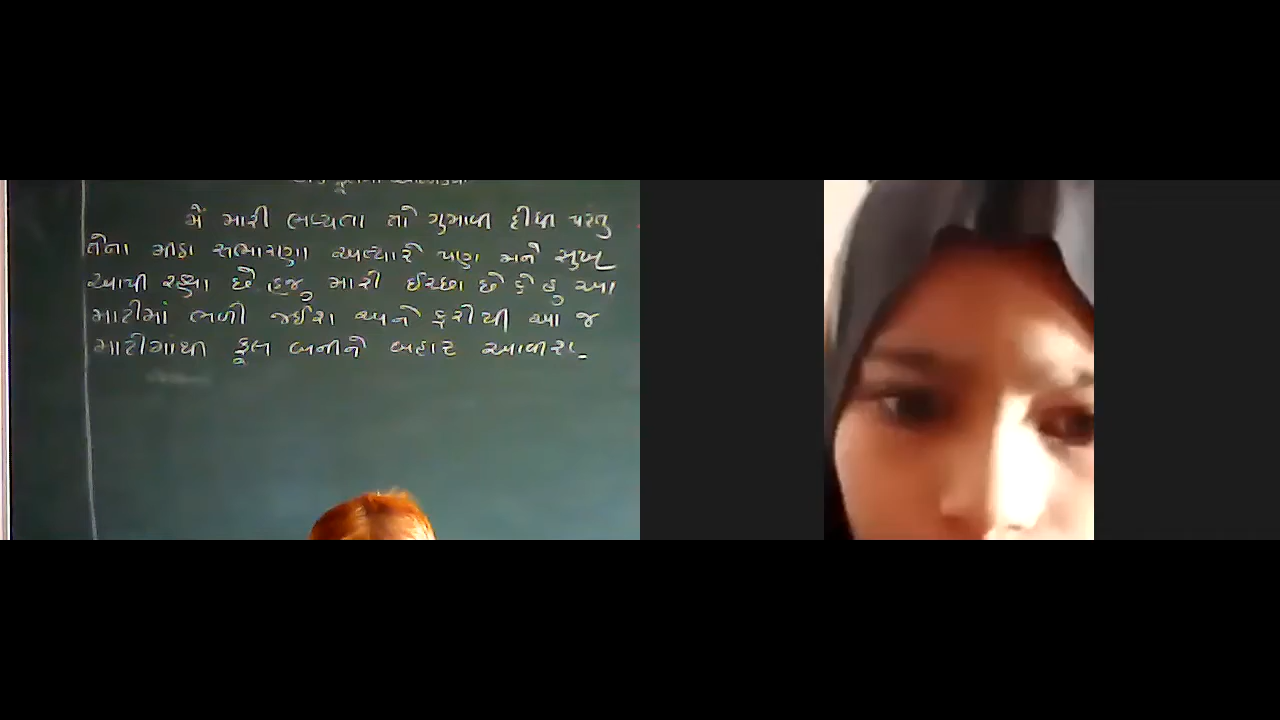 મેં મારી ભવ્યતા તો ગુમાવી દીધી પરંતુ
તેના મીઠા સંભારણા અત્યારે પણ મને સુખ
આપી રહ્યા છે. હજુ મારી ઈચ્છા છે કે હું આ
માટીમાં ભળી જઈશ અને ફરીથી આ જ
માટીમાંથી ફૂલ બનીને બહાર આવીશ.